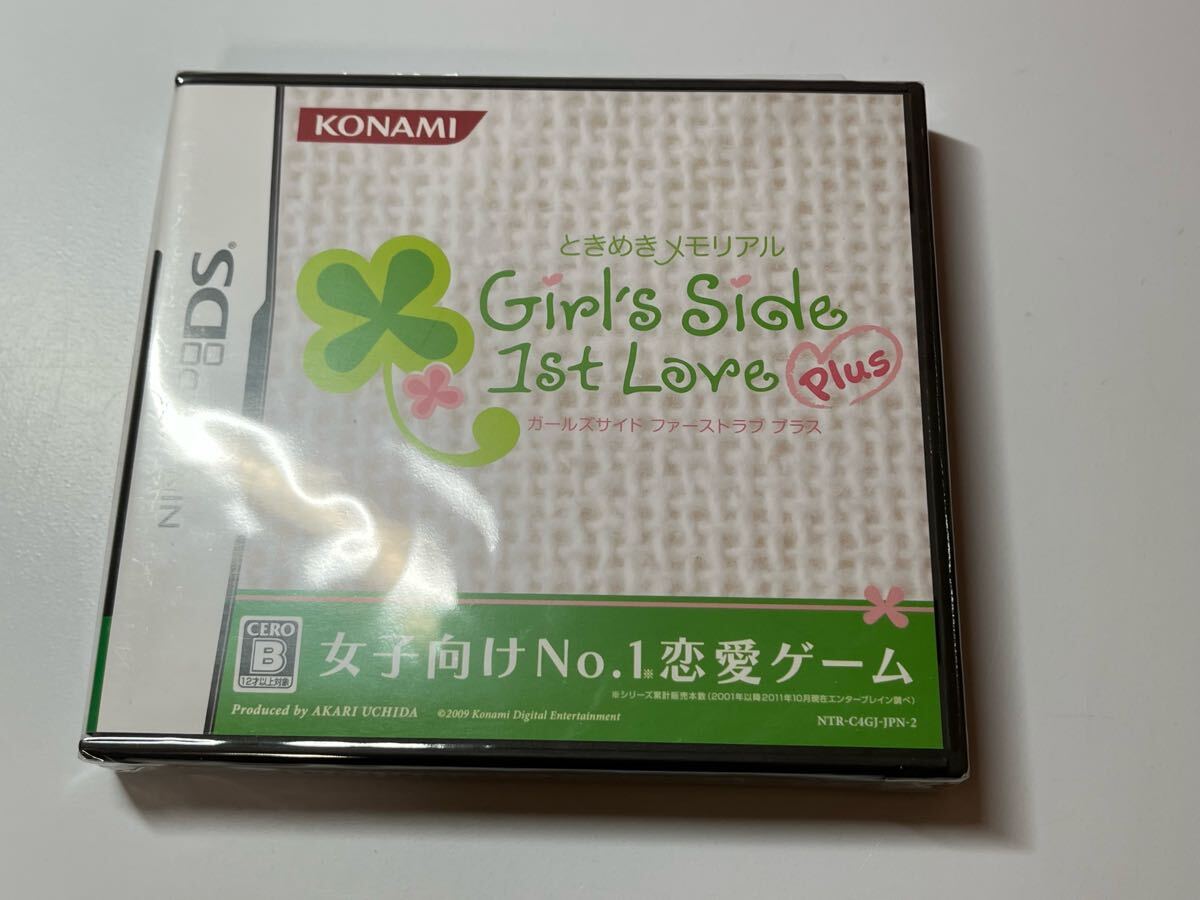 KONAMI
DS
NIN
ときめきメモリアル
Girl's Side
1st Love Plus
ガールズサイド ファーストラブ プラス
CERO
B
12才以上対象
女子向けNo.1※恋愛ゲーム
※シリーズ累計販売本数(2001年以降2011年10月現在エンターブレイン調べ)
Produced by AKARI UCHIDA ©2009 Konami Digital Entertainment
NTR-C4GJ-JPN-2